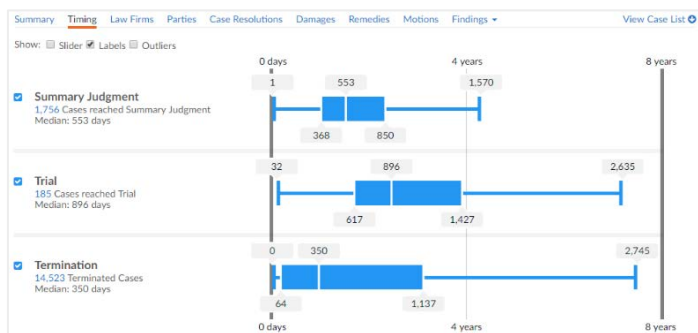 Summary Timing Law Firms Parties Case Resolutions Damages Remedies Motions Findings View Case List
Show: Slider Labels Outliers
0 days 4 years 8 years
1 553 1,570
Summary Judgment
1,756 Cases reached Summary Judgment
Median: 553 days
368 850
32 896 2,635
Trial
185 Cases reached Trial
Median: 896 days
617 1,427
0 350 2,745
Termination
14,523 Terminated Cases
Median: 350 days
64 1,137
0 days 4 years 8 years